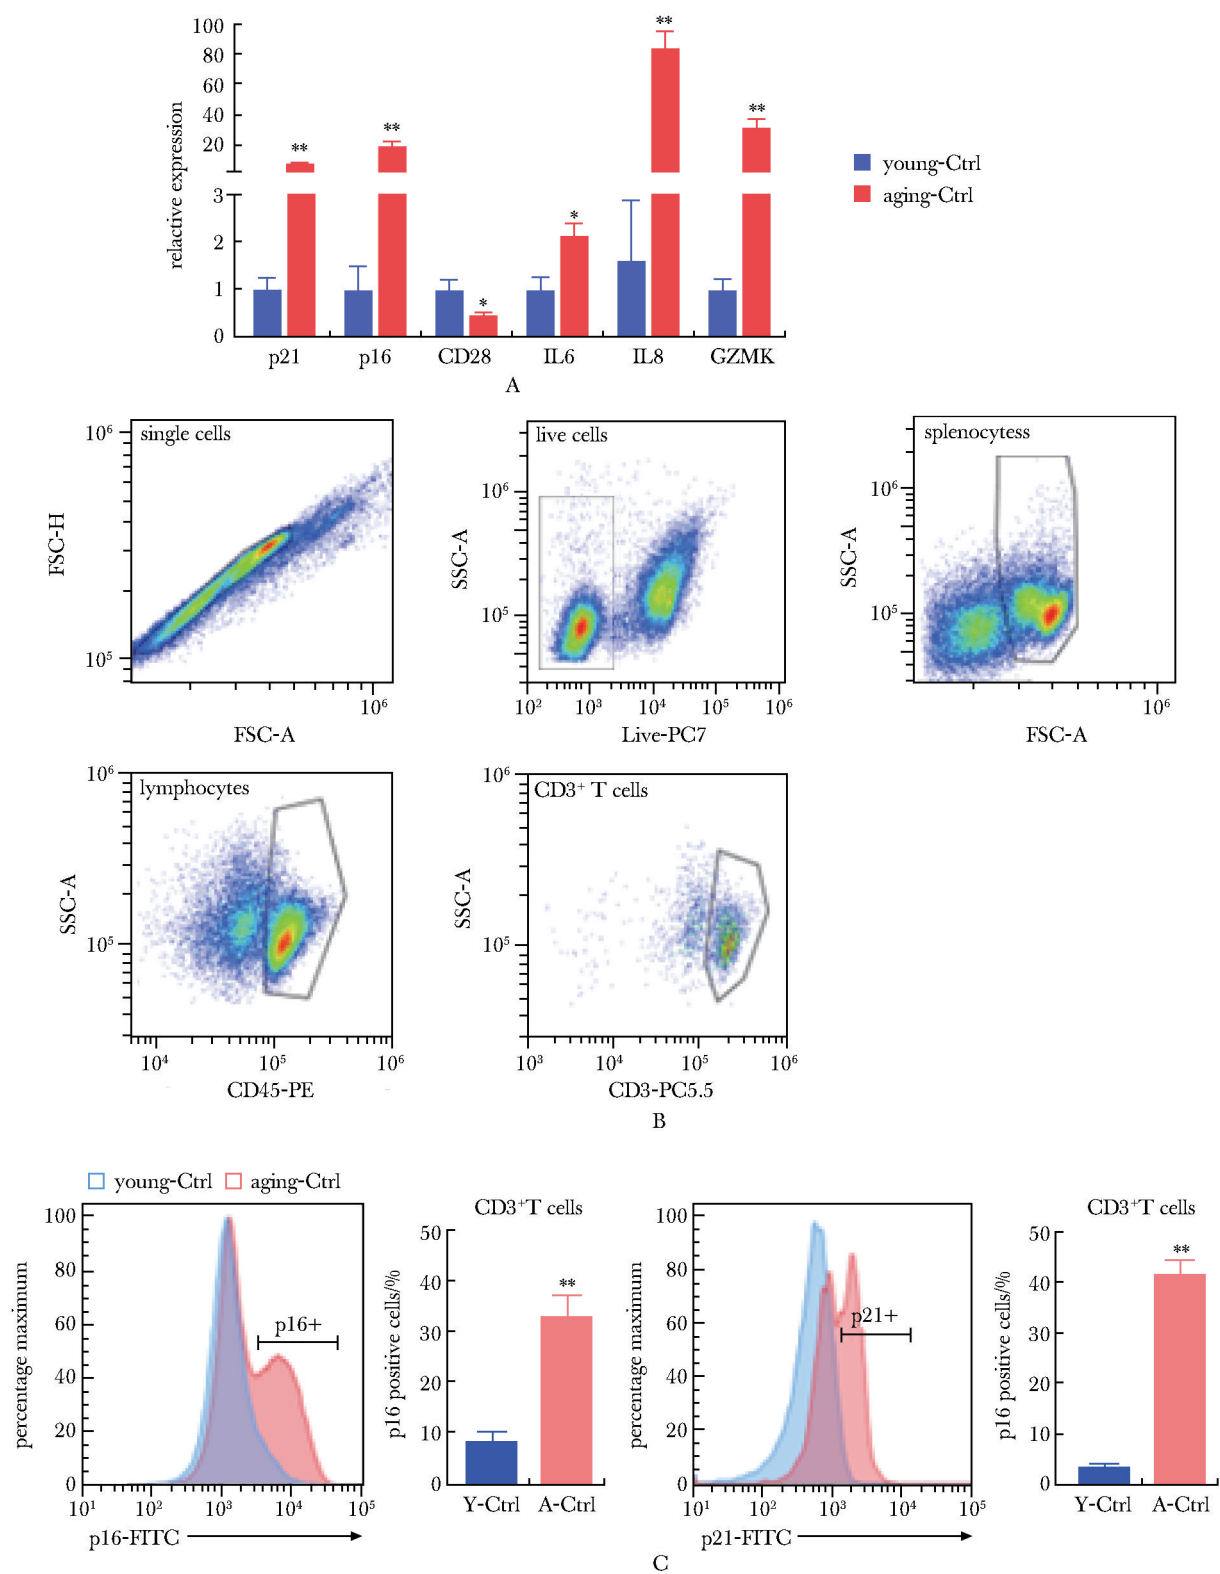 100
80
60
40
20
3
2
1
0
relactive expression
**
**
*
*
**
**
p21
p16
CD28
IL6
IL8
GZMK
young-Ctrl
aging-Ctrl
A
single cells
10⁶
10⁵
FSC-H
10⁶
FSC-A
live cells
10⁶
10⁵
SSC-A
10² 10³ 10⁴ 10⁵ 10⁶
Live-PC7
splenocytess
10⁶
10⁵
SSC-A
10⁶
FSC-A
lymphocytes
10⁶
10⁵
SSC-A
10⁴ 10⁵ 10⁶
CD45-PE
CD3⁺ T cells
10⁶
10⁵
SSC-A
10³ 10⁴ 10⁵ 10⁶
CD3-PC5.5
B
young-Ctrl aging-Ctrl
100
80
60
40
20
0
percentage maximum
p16+
10¹ 10² 10³ 10⁴ 10⁵
p16-FITC
CD3⁺T cells
50
40
30
20
10
0
p16 positive cells/%
**
Y-Ctrl A-Ctrl
100
80
60
40
20
0
percentage maximum
p21+
10¹ 10² 10³ 10⁴ 10⁵
p21-FITC
CD3⁺T cells
50
40
30
20
10
0
p16 positive cells/%
**
Y-Ctrl A-Ctrl
C